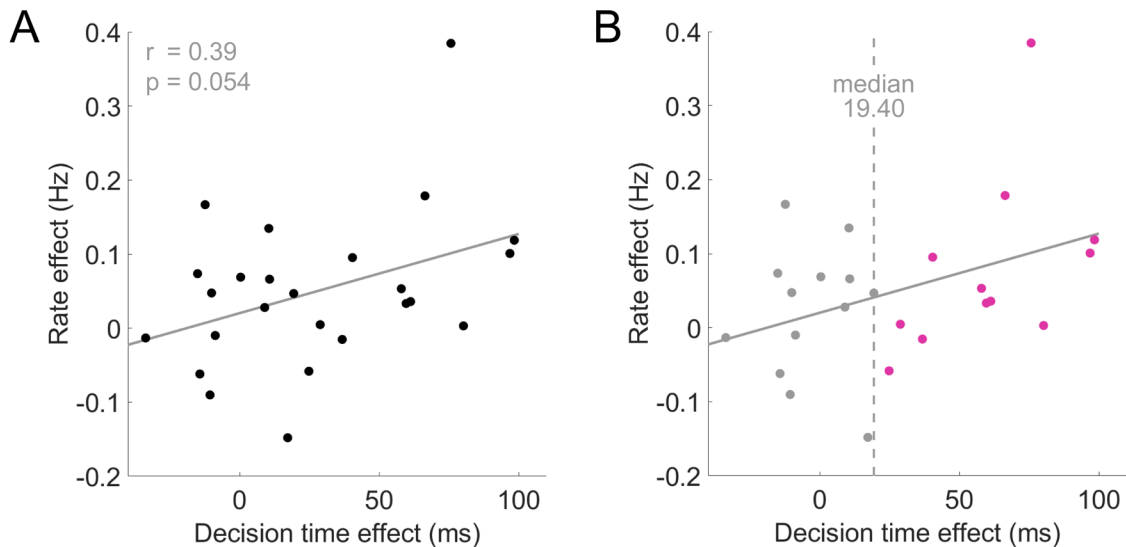 A
r = 0.39
p = 0.054
0.4
0.3
0.2
0.1
0
-0.1
-0.2
Rate effect (Hz)
0
50
100
Decision time effect (ms)
B
median
19.40
0.4
0.3
0.2
0.1
0
-0.1
-0.2
Rate effect (Hz)
0
50
100
Decision time effect (ms)